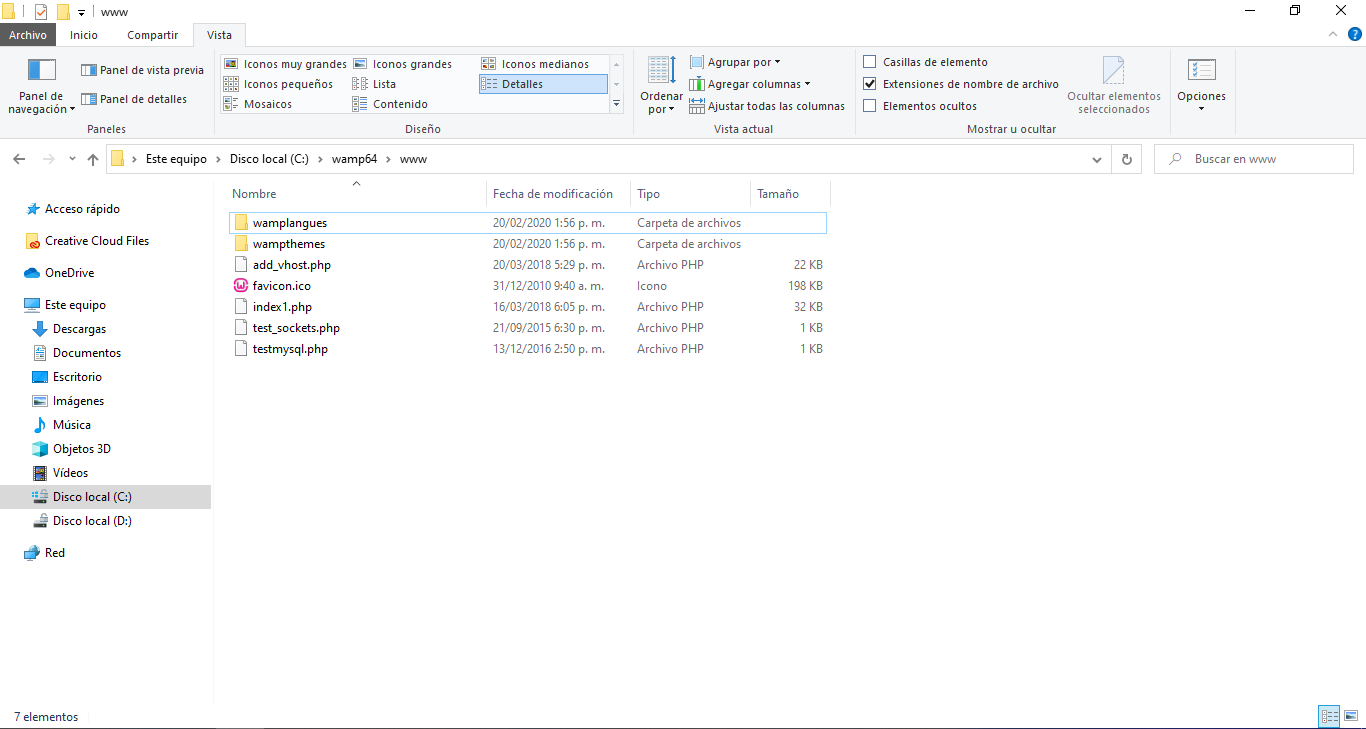 www
Archivo Inicio Compartir Vista
Panel de navegación
Panel de vista previa
Panel de detalles
Paneles
Iconos muy grandes Iconos grandes Iconos medianos
Iconos pequeños Lista Detalles
Mosaicos Contenido
Diseño
Ordenar por
Agrupar por
Agregar columnas
Ajustar todas las columnas
Vista actual
Casillas de elemento
Extensiones de nombre de archivo
Elementos ocultos
Ocultar elementos seleccionados
Mostrar u ocultar
Opciones
Este equipo > Disco local (C:) > wamp64 > www
Buscar en www
Acceso rápido
Creative Cloud Files
OneDrive
Este equipo
Descargas
Documentos
Escritorio
Imágenes
Música
Objetos 3D
Vídeos
Disco local (C:)
Disco local (D:)
Red
Nombre Fecha de modificación Tipo Tamaño
wamplangues 20/02/2020 1:56 p. m. Carpeta de archivos
wampthemes 20/02/2020 1:56 p. m. Carpeta de archivos
add_vhost.php 20/03/2018 5:29 p. m. Archivo PHP 22 KB
favicon.ico 31/12/2010 9:40 a. m. Icono 198 KB
index1.php 16/03/2018 6:05 p. m. Archivo PHP 32 KB
test_sockets.php 21/09/2015 6:30 p. m. Archivo PHP 1 KB
testmysql.php 13/12/2016 2:50 p. m. Archivo PHP 1 KB
7 elementos